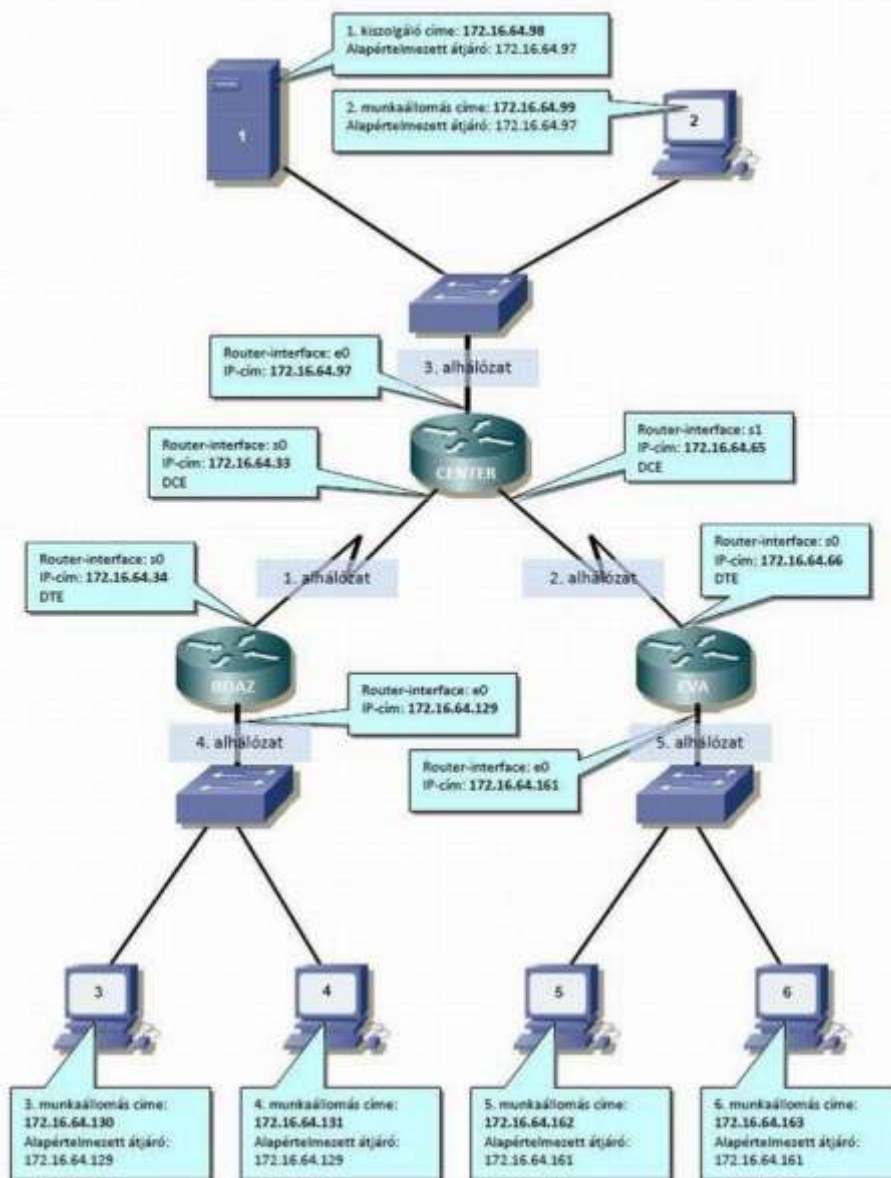 1. kiszolgáló címe: 172.16.64.98
Alapértelmezett átjáró: 172.16.64.97
1
2. munkaállomás címe: 172.16.64.99
Alapértelmezett átjáró: 172.16.64.97
2
Router-interface: e0
IP-cím: 172.16.64.97
3. alhálózat
Router-interface: s0
IP-cím: 172.16.64.33
DCE
CENTER
Router-interface: s1
IP-cím: 172.16.64.65
DCE
Router-interface: s0
IP-cím: 172.16.64.34
DTE
1. alhálózat
2. alhálózat
Router-interface: s0
IP-cím: 172.16.64.66
DTE
EVA
Router-interface: e0
IP-cím: 172.16.64.129
4. alhálózat
5. alhálózat
Router-interface: e0
IP-cím: 172.16.64.161
3
4
5
6
3. munkaállomás címe:
172.16.64.130
Alapértelmezett átjáró:
172.16.64.129
4. munkaállomás címe:
172.16.64.131
Alapértelmezett átjáró:
172.16.64.129
5. munkaállomás címe:
172.16.64.162
Alapértelmezett átjáró:
172.16.64.161
6. munkaállomás címe:
172.16.64.163
Alapértelmezett átjáró:
172.16.64.161